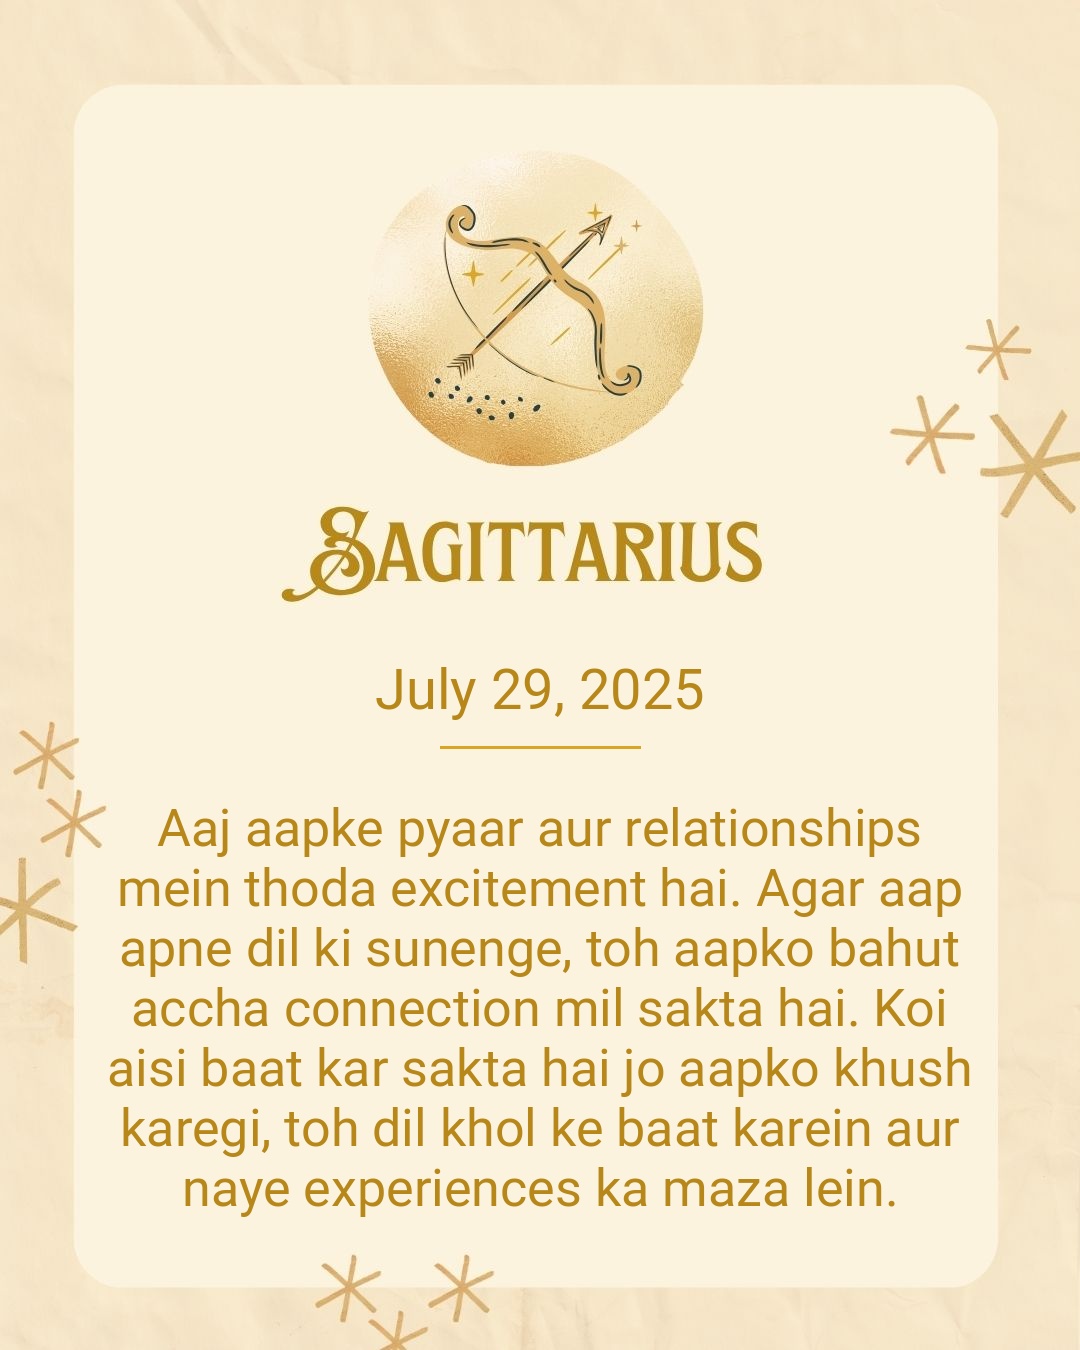 Sagittarius
July 29, 2025
Aaj aapke pyaar aur relationships
mein thoda excitement hai. Agar aap
apne dil ki sunenge, toh aapko bahut
accha connection mil sakta hai. Koi
aisi baat kar sakta hai jo aapko khush
karegi, toh dil khol ke baat karein aur
naye experiences ka maza lein.